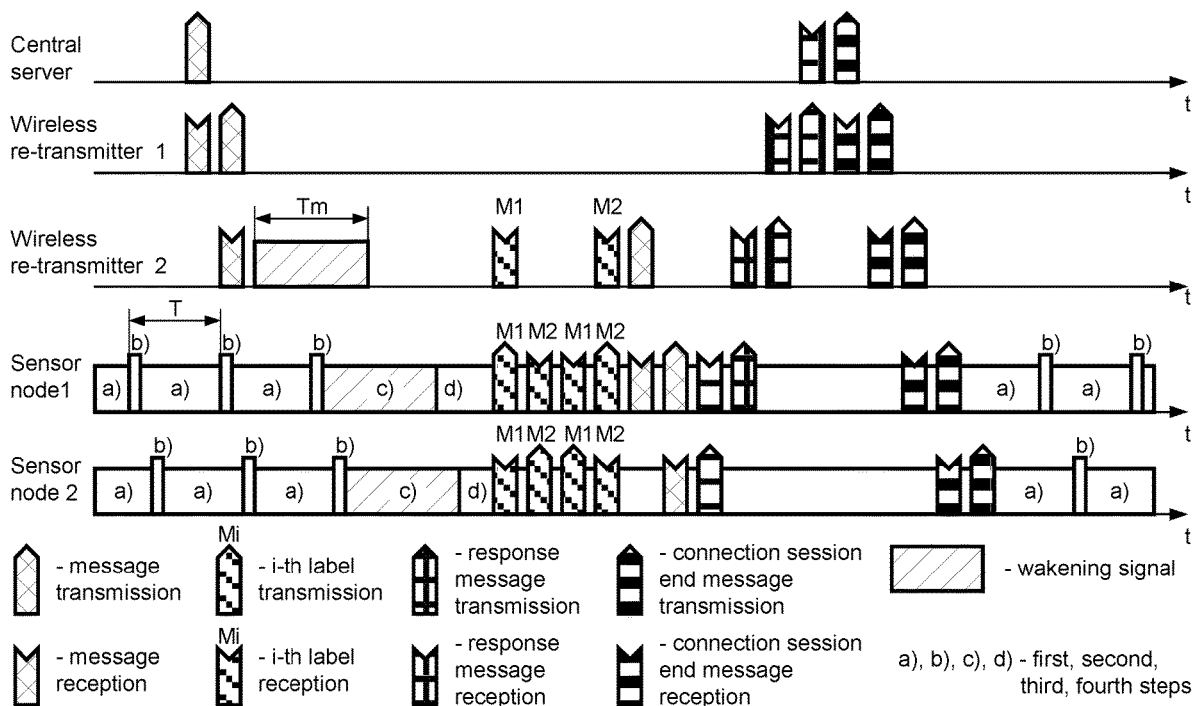 Central
server
t
Wireless
re-transmitter 1
t
Tm
M1
M2
Wireless
re-transmitter 2
t
T
b) b) b) M1 M2 M1 M2 b) b)
Sensor
node1
a) a) a) c) d) a) a)
t
b) b) b) M1 M2 M1 M2 b)
Sensor
node 2
a) a) a) c) d) a) a)
t
- message
transmission
Mi
- i-th label
transmission
- response
message
transmission
- connection session
end message
transmission
- wakening signal
- message
reception
Mi
- i-th label
reception
- response
message
reception
- connection session
end message
reception
a), b), c), d) - first, second,
third, fourth steps